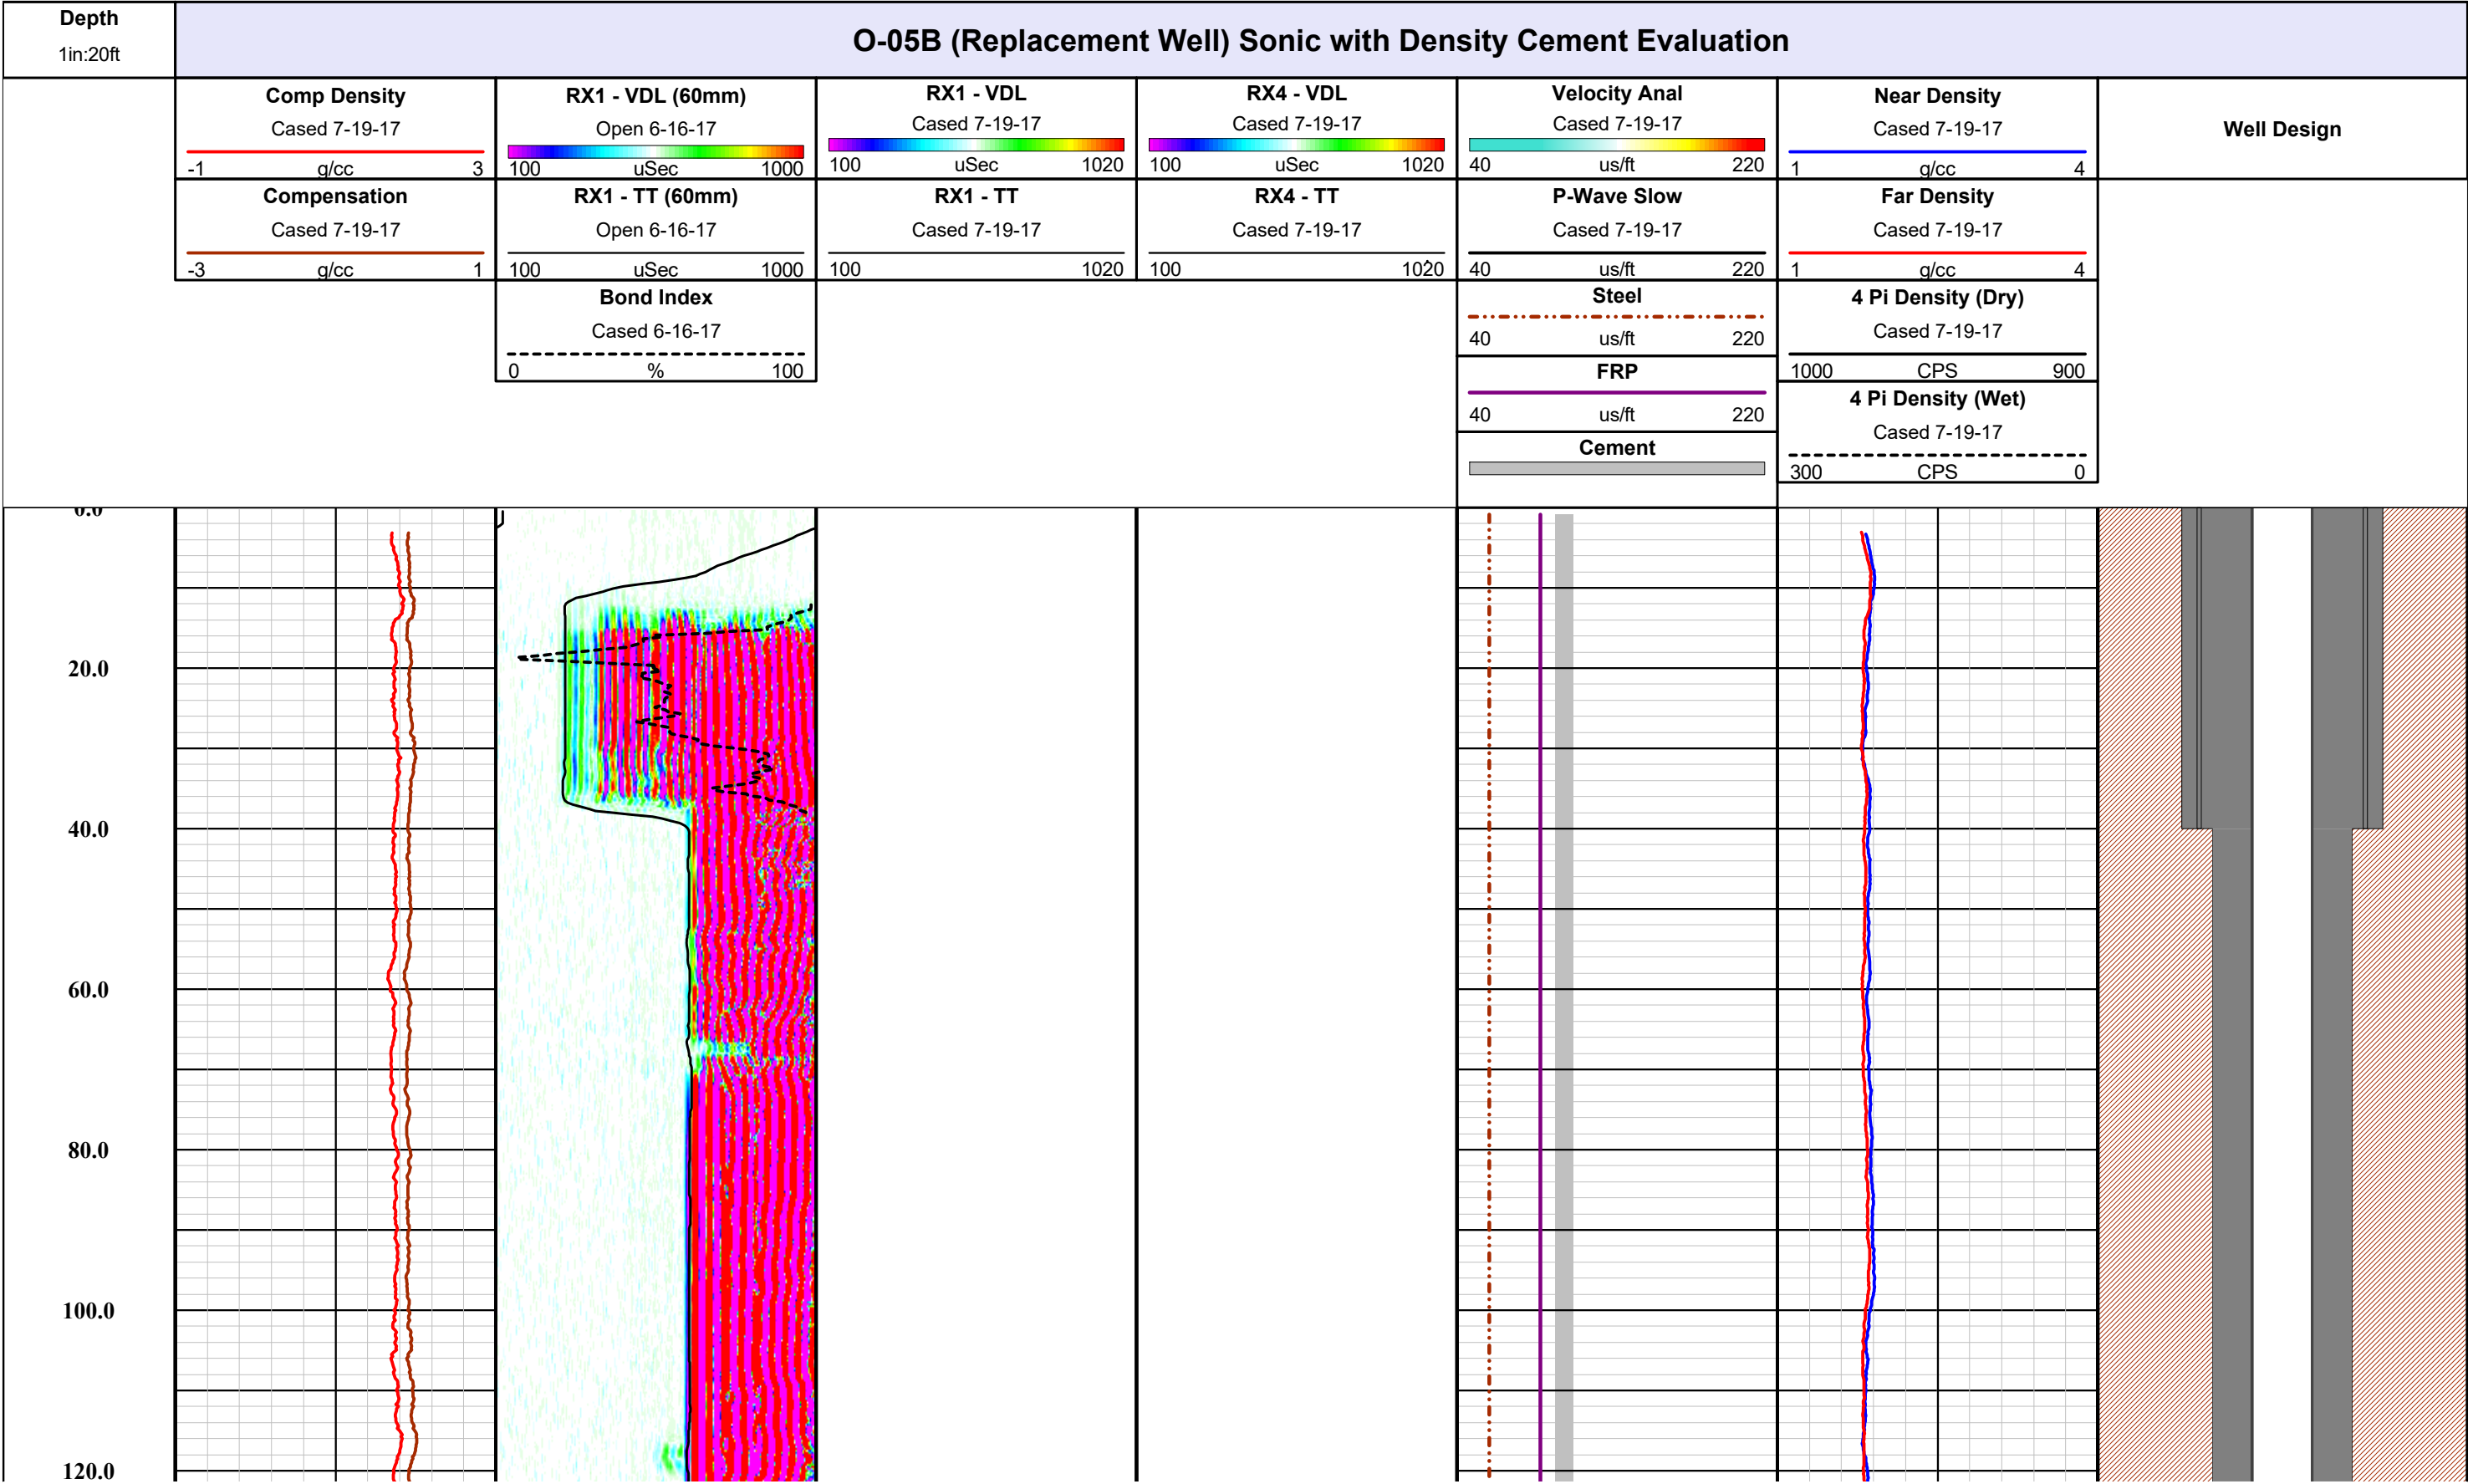 Depth
1in:20ft
O-05B (Replacement Well) Sonic with Density Cement Evaluation
Comp Density
Cased 7-19-17
-1 g/cc 3
Compensation
Cased 7-19-17
-3 g/cc 1
RX1 - VDL (60mm)
Open 6-16-17
100 uSec 1000
RX1 - TT (60mm)
Open 6-16-17
100 uSec 1000
Bond Index
Cased 6-16-17
0 % 100
RX1 - VDL
Cased 7-19-17
100 uSec 1020
RX1 - TT
Cased 7-19-17
100 1020
RX4 - VDL
Cased 7-19-17
100 uSec 1020
RX4 - TT
Cased 7-19-17
100 1020
Velocity Anal
Cased 7-19-17
40 us/ft 220
P-Wave Slow
Cased 7-19-17
40 us/ft 220
Steel
40 us/ft 220
FRP
40 us/ft 220
Cement
Near Density
Cased 7-19-17
1 g/cc 4
Far Density
Cased 7-19-17
1 g/cc 4
4 Pi Density (Dry)
Cased 7-19-17
1000 CPS 900
4 Pi Density (Wet)
Cased 7-19-17
300 CPS 0
Well Design
0.0
20.0
40.0
60.0
80.0
100.0
120.0